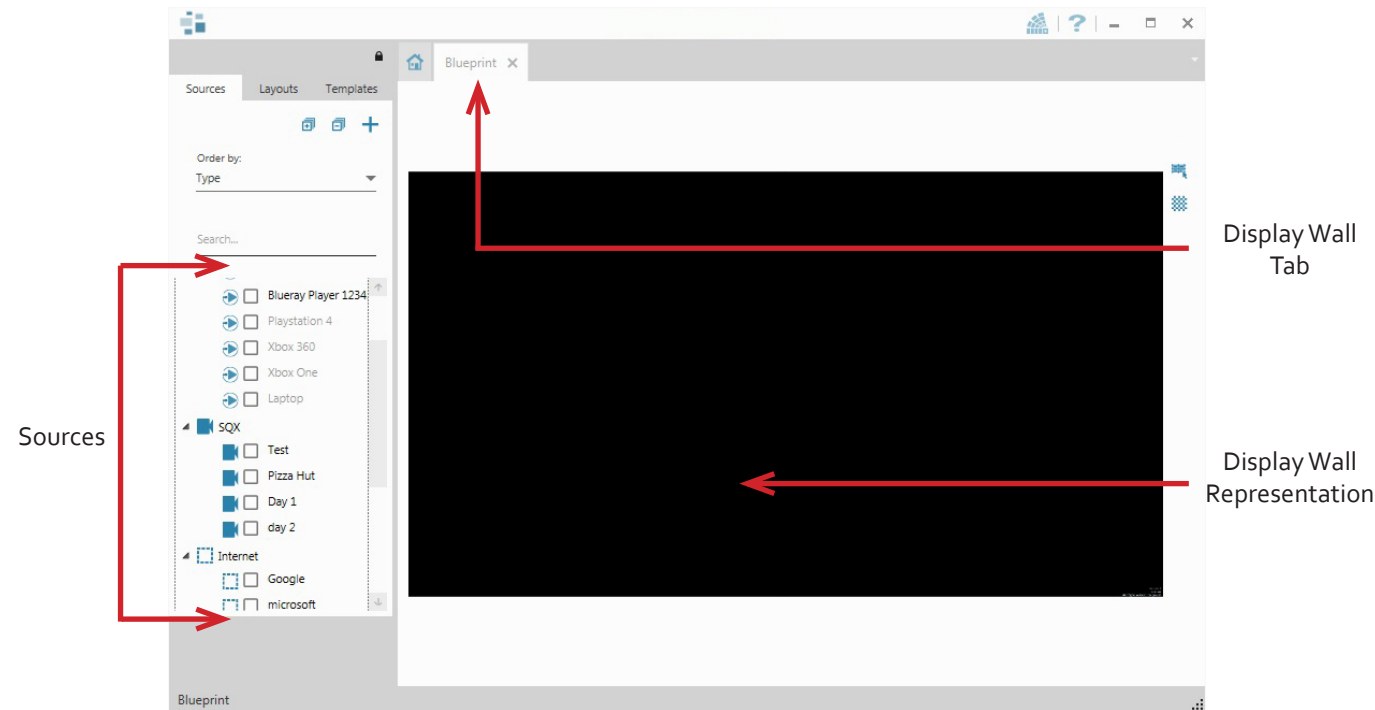 Blueprint
Sources Layouts Templates
Order by:
Type
Search...
Blueray Player 1234
Playstation 4
Xbox 360
Xbox One
Laptop
SQX
Test
Pizza Hut
Day 1
day 2
Internet
Google
microsoft
Blueprint
Sources
Display Wall
Tab
Display Wall
Representation